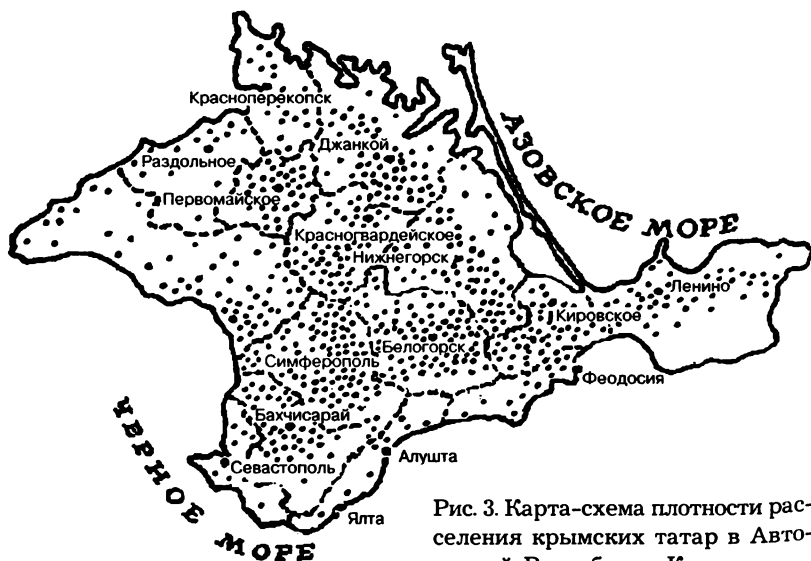 Красноперекопск
Джанкой
Раздольное
Первомайское
АЗОВСКОЕ МОРЕ
Красногвардейское
Нижнегорск
Ленино
Кировское
Симферополь
Белогорск
Феодосия
Бахчисарай
ЧЕРНОЕ МОРЕ
Севастополь
Алушта
Ялта
Рис. 3. Карта-схема плотности рас-
селения крымских татар в Авто-